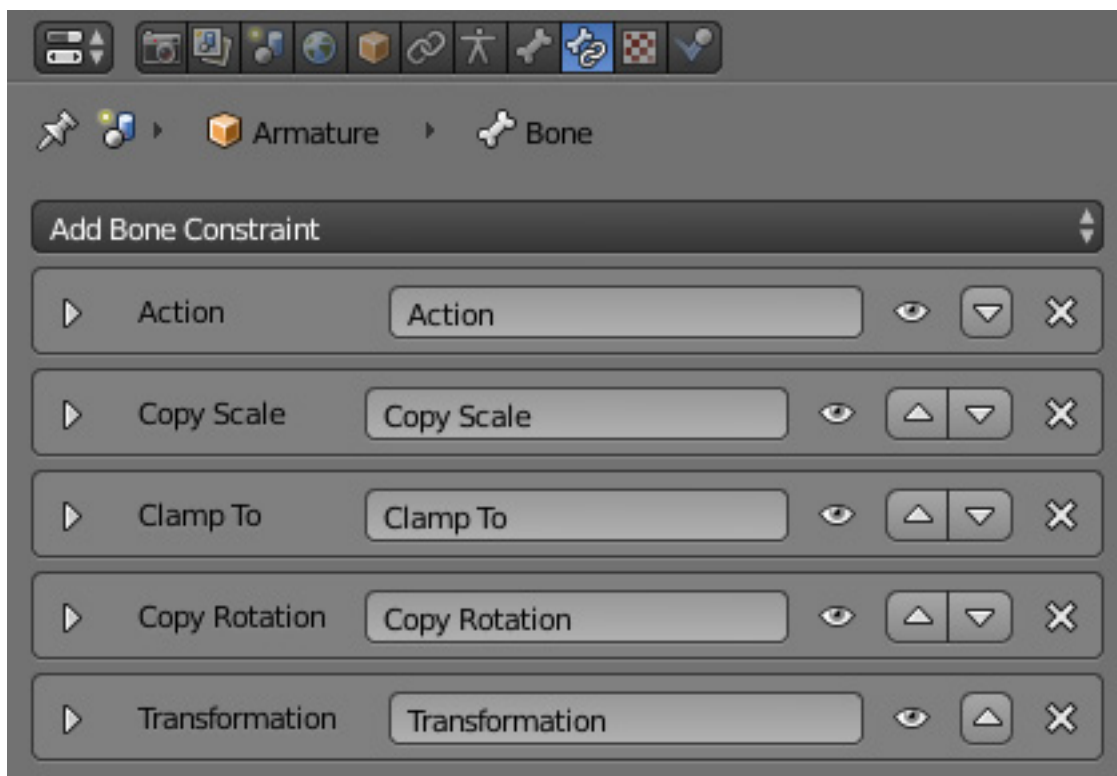 Armature Bone
Add Bone Constraint
Action Action
Copy Scale Copy Scale
Clamp To Clamp To
Copy Rotation Copy Rotation
Transformation Transformation